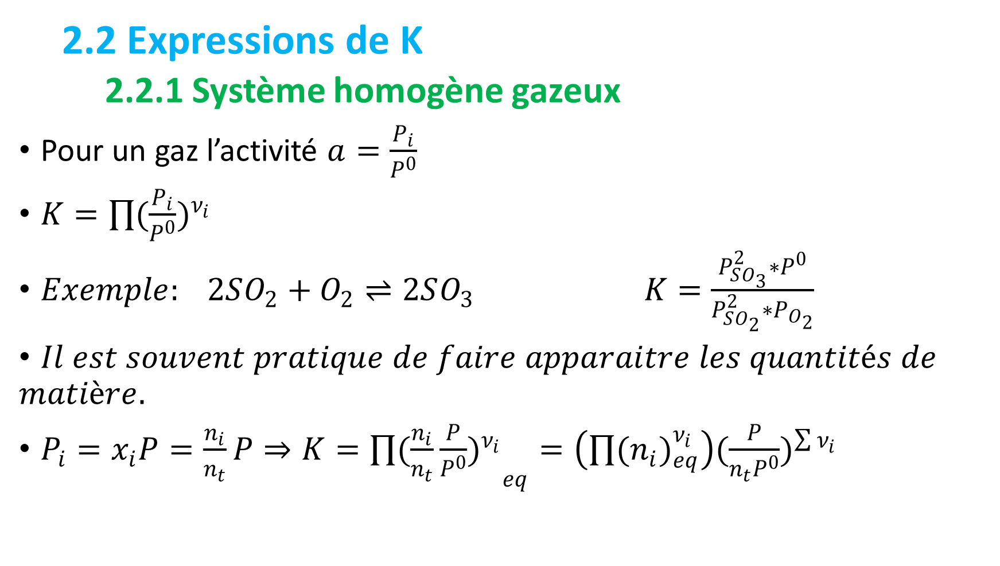 2.2 Expressions de K
2.2.1 Système homogène gazeux
• Pour un gaz l’activité $a = \frac{P_i}{P^0}$
• $K = \prod (\frac{P_i}{P^0})^{\nu_i}$
• $Exemple:\quad 2SO_2 + O_2 \rightleftharpoons 2SO_3 \qquad K = \frac{P_{SO_3}^2 * P^0}{P_{SO_2}^2 * P_{O_2}}$
• Il est souvent pratique de faire apparaitre les quantités de
matière.
• $P_i = x_i P = \frac{n_i}{n_t} P \Rightarrow K = \prod (\frac{n_i}{n_t} \frac{P}{P^0})^{\nu_i}{}_{eq} = \left( \prod (n_i)_{eq}^{\nu_i} \right) (\frac{P}{n_t P^0})^{\sum \nu_i}$